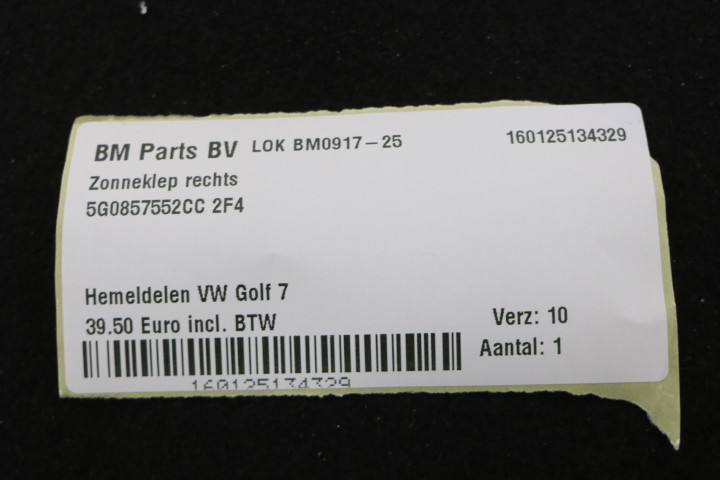 BM Parts BV LOK BM0917-25 160125134329
Zonneklep rechts
5G0857552CC 2F4
Hemeldelen VW Golf 7
39.50 Euro incl. BTW Verz: 10
Aantal: 1
160125134329